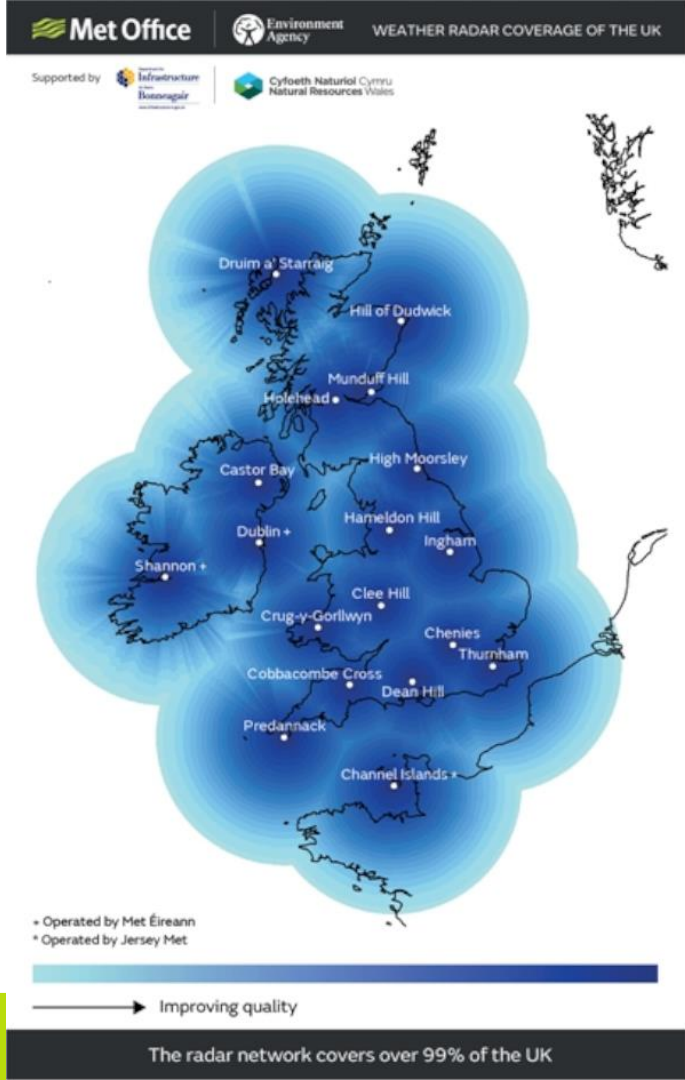 Met Office
Environment
Agency
WEATHER RADAR COVERAGE OF THE UK
Supported by
Infrastructure
Bonneagair
Cyfoeth Naturiol Cymru
Natural Resources Wales
Druim a' Starraig
Hill of Dudwick
Munduff Hill
Holehead
High Moorsley
Castor Bay
Hameldon Hill
Dublin +
Ingham
Shannon +
Clee Hill
Crug-y-Gorllwyn
Chenies
Thurnham
Cobbacombe Cross
Dean Hill
Predannack
Channel Islands *
+ Operated by Met Éireann
* Operated by Jersey Met
Improving quality
The radar network covers over 99% of the UK